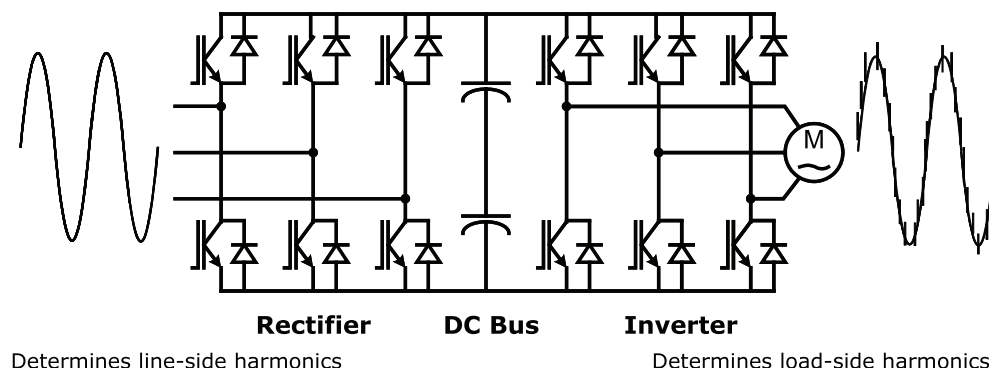 M
Rectifier DC Bus Inverter
Determines line-side harmonics Determines load-side harmonics